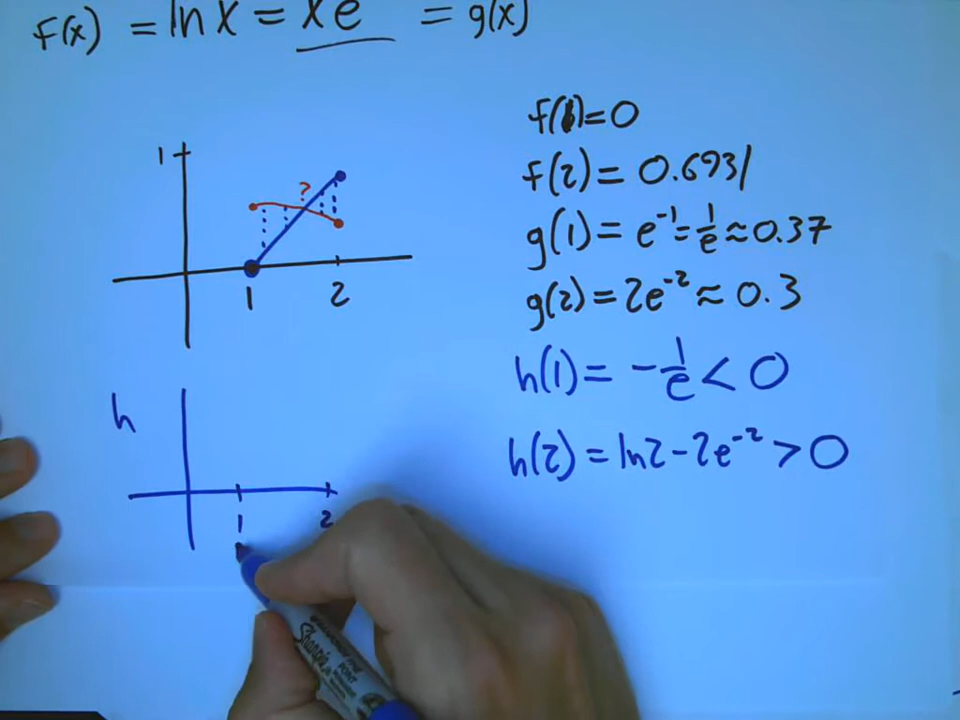 f(x) = ln x = xe = g(x)
f(1)=0
f(2)= 0.6931
g(1)= e⁻¹= 1/e ≈0.37
g(2)= 2e⁻² ≈ 0.3
1
?
1 2
h(1)= -1/e < 0
h(2) = ln2-2e⁻² > 0
h
1 2
Sharpie